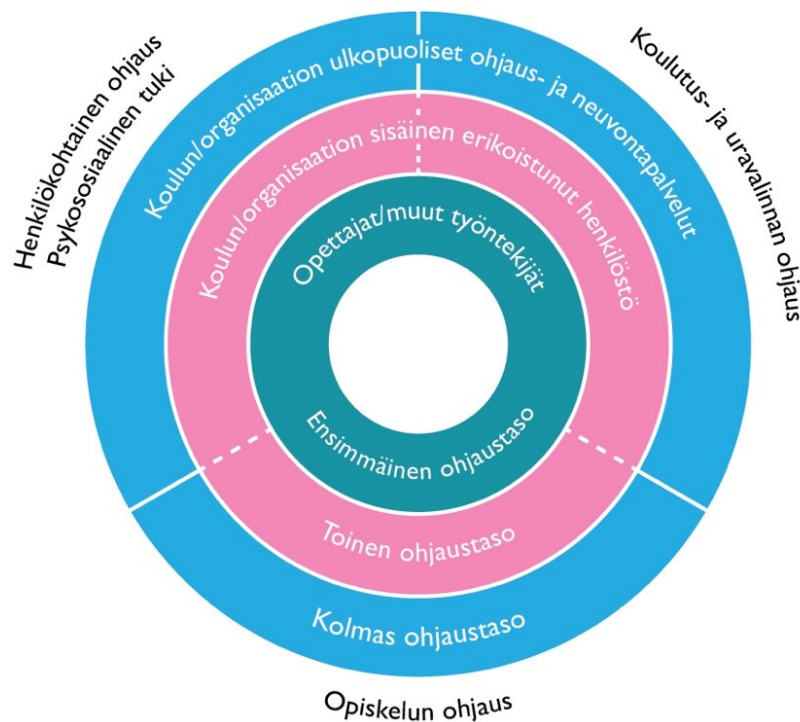 Henkilökohtainen ohjaus
Psykososiaalinen tuki
Koulutus- ja uravalinnan ohjaus
Koulun/organisaation ulkopuoliset ohjaus- ja neuvontapalvelut
Koulun/organisaation sisäinen erikoistunut henkilöstö
Opettajat/muut työntekijät
Ensimmäinen ohjaustaso
Toinen ohjaustaso
Kolmas ohjaustaso
Opiskelun ohjaus